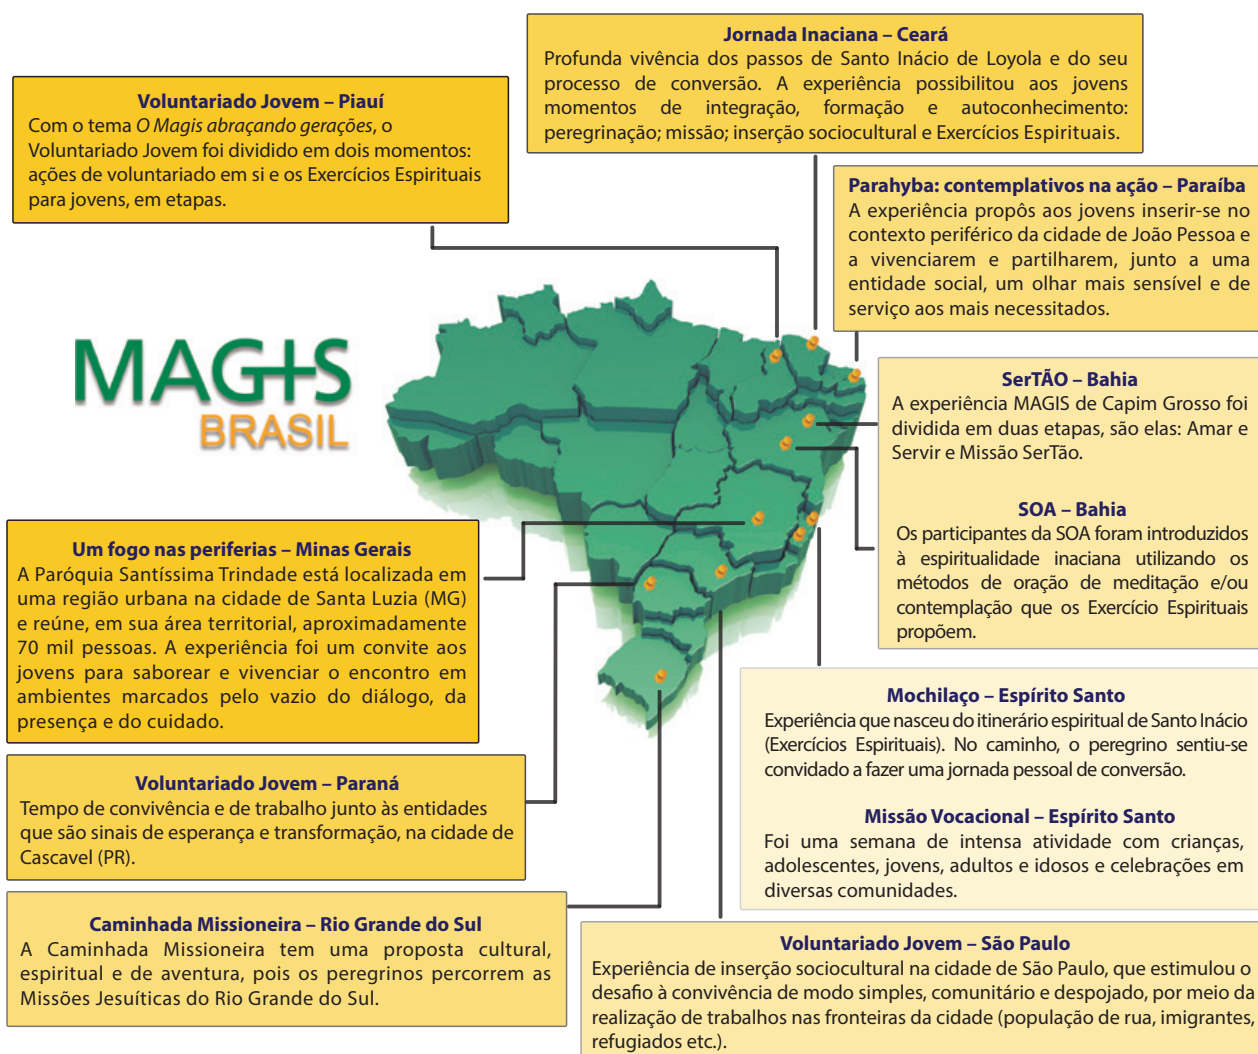 Jornada Inaciana – Ceará
Profunda vivência dos passos de Santo Inácio de Loyola e do seu
processo de conversão. A experiência possibilitou aos jovens
momentos de integração, formação e autoconhecimento:
peregrinação; missão; inserção sociocultural e Exercícios Espirituais.
Voluntariado Jovem – Piauí
Com o tema O Magis abraçando gerações, o
Voluntariado Jovem foi dividido em dois momentos:
ações de voluntariado em si e os Exercícios Espirituais
para jovens, em etapas.
Parahyba: contemplativos na ação – Paraíba
A experiência propôs aos jovens inserir-se no
contexto periférico da cidade de João Pessoa e
a vivenciarem e partilharem, junto a uma
entidade social, um olhar mais sensível e de
serviço aos mais necessitados.
MAGIS
BRASIL
SerTÃO – Bahia
A experiência MAGIS de Capim Grosso foi
dividida em duas etapas, são elas: Amar e
Servir e Missão SerTão.
SOA – Bahia
Os participantes da SOA foram introduzidos
à espiritualidade inaciana utilizando os
métodos de oração de meditação e/ou
contemplação que os Exercício Espirituais
propõem.
Um fogo nas periferias – Minas Gerais
A Paróquia Santíssima Trindade está localizada em
uma região urbana na cidade de Santa Luzia (MG)
e reúne, em sua área territorial, aproximadamente
70 mil pessoas. A experiência foi um convite aos
jovens para saborear e vivenciar o encontro em
ambientes marcados pelo vazio do diálogo, da
presença e do cuidado.
Mochilaço – Espírito Santo
Experiência que nasceu do itinerário espiritual de Santo Inácio
(Exercícios Espirituais). No caminho, o peregrino sentiu-se
convidado a fazer uma jornada pessoal de conversão.
Missão Vocacional – Espírito Santo
Foi uma semana de intensa atividade com crianças,
adolescentes, jovens, adultos e idosos e celebrações em
diversas comunidades.
Voluntariado Jovem – Paraná
Tempo de convivência e de trabalho junto às entidades
que são sinais de esperança e transformação, na cidade de
Cascavel (PR).
Caminhada Missioneira – Rio Grande do Sul
A Caminhada Missioneira tem uma proposta cultural,
espiritual e de aventura, pois os peregrinos percorrem as
Missões Jesuíticas do Rio Grande do Sul.
Voluntariado Jovem – São Paulo
Experiência de inserção sociocultural na cidade de São Paulo, que estimulou o
desafio à convivência de modo simples, comunitário e despojado, por meio da
realização de trabalhos nas fronteiras da cidade (população de rua, imigrantes,
refugiados etc.).